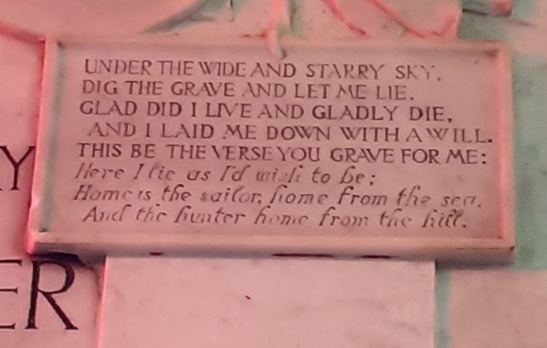 UNDER THE WIDE AND STARRY SKY,
DIG THE GRAVE AND LET ME LIE.
GLAD DID I LIVE AND GLADLY DIE,
AND I LAID ME DOWN WITH A WILL.
THIS BE THE VERSE YOU GRAVE FOR ME:
Here I lie as I'd wish to be;
Home is the sailor, home from the sea.
And the hunter home from the hill.
Y
ER